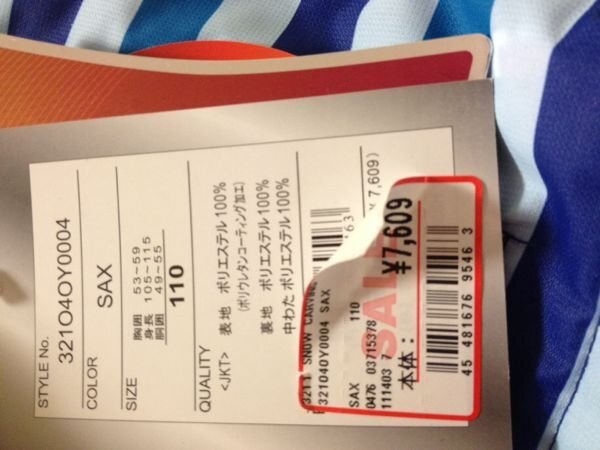 STYLE No.
321O4OY0004
COLOR
SAX
SIZE
胸囲 53~59
身長 105~115
胴囲 49~55
110
QUALITY
<JKT> 表地 ポリエステル100%
(ポリウレタンコーティング加工)
裏地 ポリエステル100%
中わた ポリエステル100%
¥7,609)
SNOW
321040Y0004 SAX
SAX 110
0476 03715378
111403 7
SALE
本体: ¥7,609
45 481676 9546 3